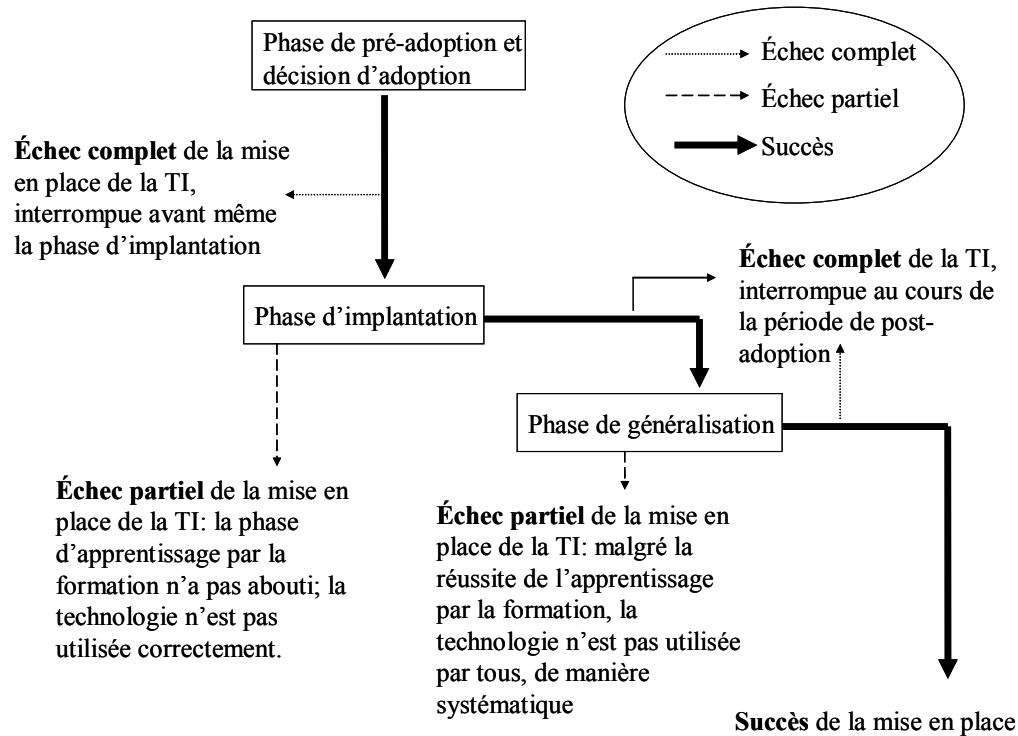 Phase de pré-adoption et
décision d'adoption
Échec complet
Échec partiel
Succès
Échec complet de la mise
en place de la TI,
interrompue avant même
la phase d'implantation
Échec complet de la TI,
interrompue au cours de
la période de post-
adoption
Phase d'implantation
Phase de généralisation
Échec partiel de la mise en
place de la TI: la phase
d'apprentissage par la
formation n'a pas abouti; la
technologie n'est pas
utilisée correctement.
Échec partiel de la mise en
place de la TI: malgré la
réussite de l'apprentissage
par la formation, la
technologie n'est pas utilisée
par tous, de manière
systématique
Succès de la mise en place